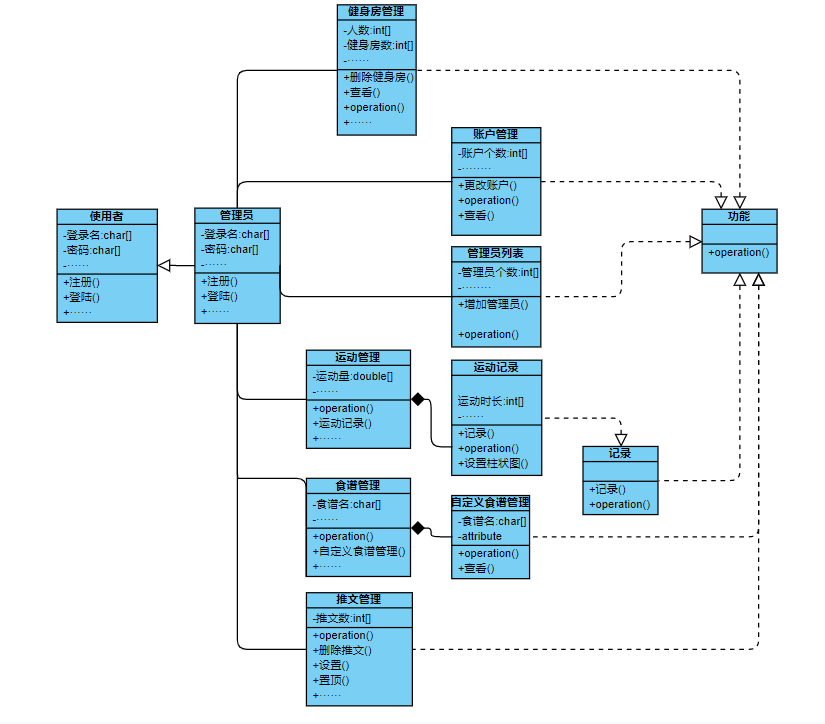 健身房管理
-人数:int[]
-健身房数:int[]
-······
+删除健身房()
+查看()
+operation()
+······
账户管理
-账户个数:int[]
-········
+更改账户()
+operation()
+查看()
使用者
-登录名:char[]
-密码:char[]
-······
+注册()
+登陆()
+······
管理员
-登录名:char[]
-密码:char[]
-······
+注册()
+登陆()
+······
功能
+operation()
管理员列表
-管理员个数:int[]
-········
+增加管理员()
+operation()
运动管理
-运动量:double[]
-······
+operation()
+运动记录()
+······
运动记录
运动时长:int[]
-······
+记录()
+operation()
+设置柱状图()
记录
+记录()
+operation()
食谱管理
-食谱名:char[]
-······
+operation()
+自定义食谱管理()
+······
自定义食谱管理
-食谱名:char[]
-attribute
+operation()
+查看()
推文管理
-推文数:int[]
+operation()
+删除推文()
+设置()
+置顶()
+······